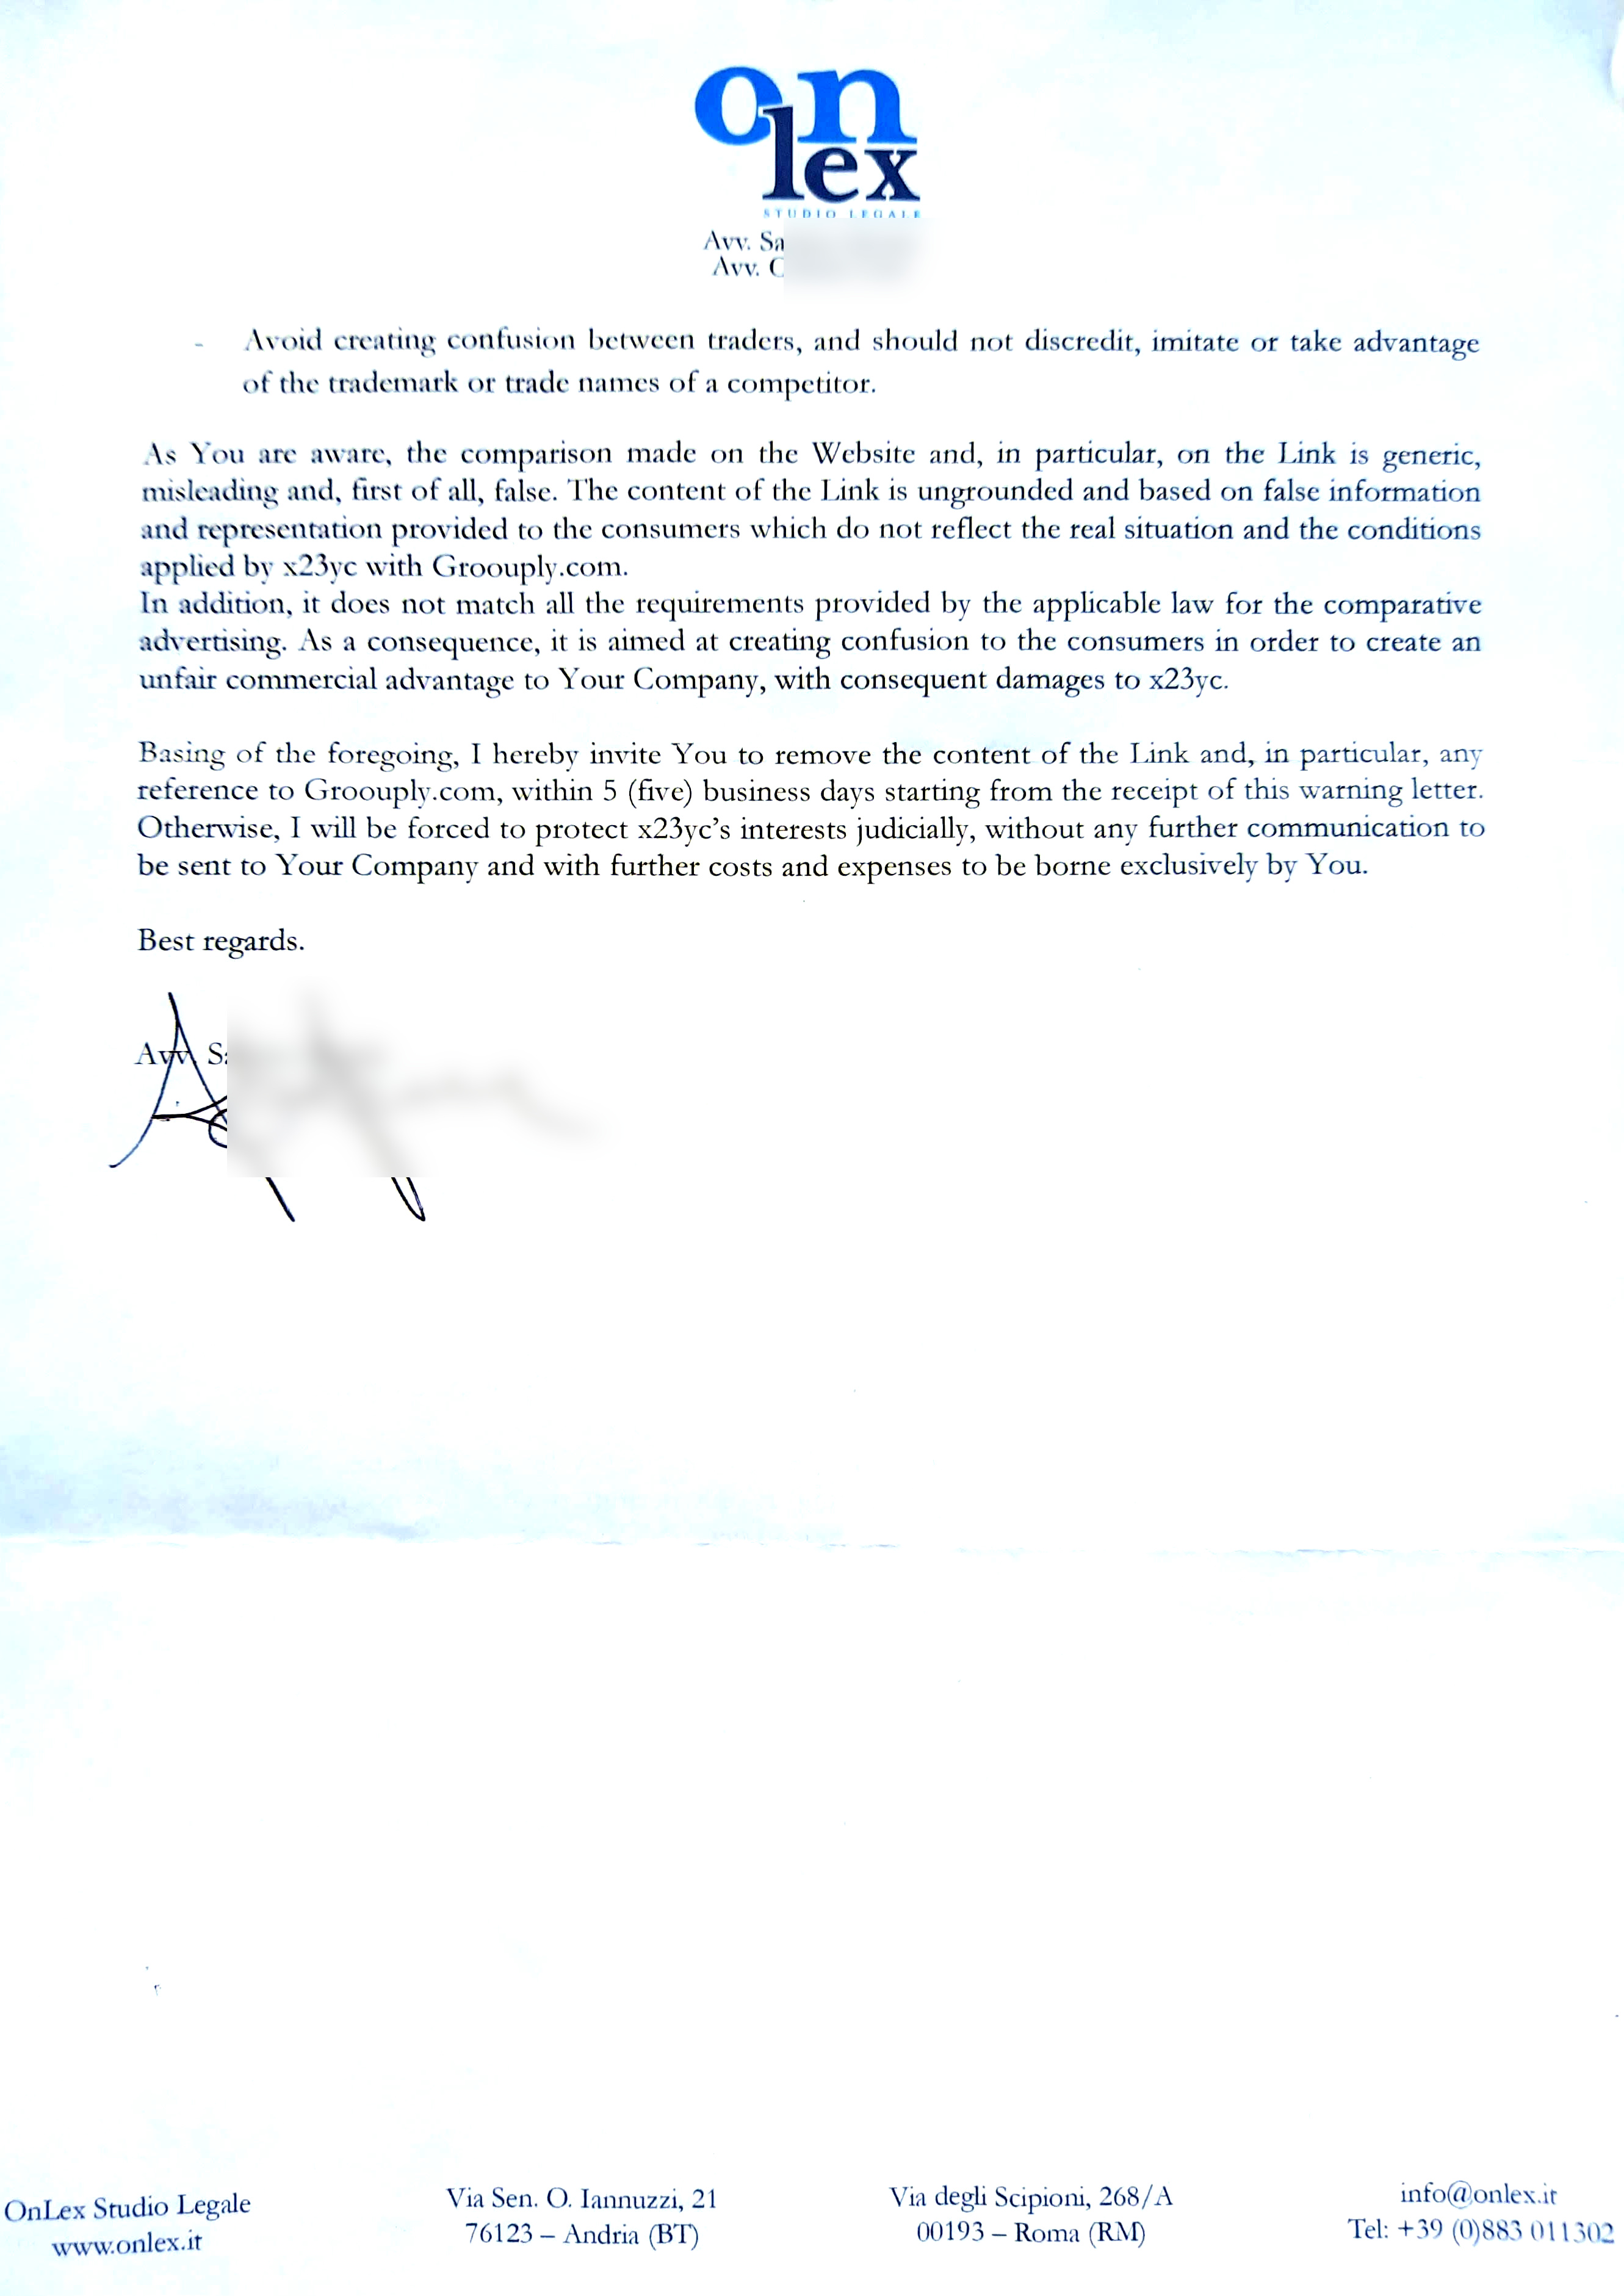 on
lex
STUDIO LEGALE
Avv. Sa
Avv. C
- Avoid creating confusion between traders, and should not discredit, imitate or take advantage
of the trademark or trade names of a competitor.
As You are aware, the comparison made on the Website and, in particular, on the Link is generic,
misleading and, first of all, false. The content of the Link is ungrounded and based on false information
and representation provided to the consumers which do not reflect the real situation and the conditions
applied by x23yc with Groouply.com.
In addition, it does not match all the requirements provided by the applicable law for the comparative
advertising. As a consequence, it is aimed at creating confusion to the consumers in order to create an
unfair commercial advantage to Your Company, with consequent damages to x23yc.
Basing of the foregoing, I hereby invite You to remove the content of the Link and, in particular, any
reference to Groouply.com, within 5 (five) business days starting from the receipt of this warning letter.
Otherwise, I will be forced to protect x23yc's interests judicially, without any further communication to
be sent to Your Company and with further costs and expenses to be borne exclusively by You.
Best regards.
Avv. S
OnLex Studio Legale
www.onlex.it
Via Sen. O. Iannuzzi, 21
76123 – Andria (BT)
Via degli Scipioni, 268/A
00193 – Roma (RM)
info@onlex.it
Tel: +39 (0)883 011302